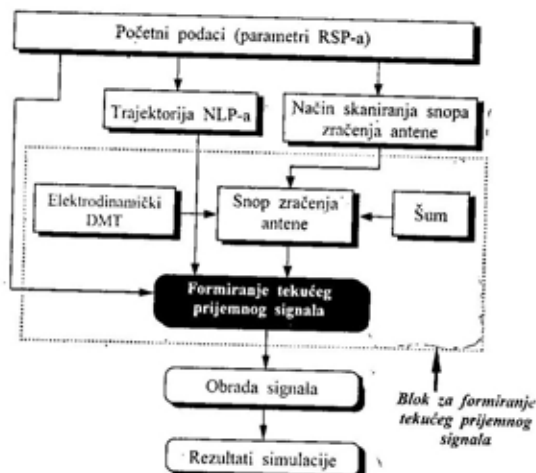 Početni podaci (parametri RSP-a)
Trajektorija NLP-a
Način skaniranja snopa
zračenja antene
Elektrodinamički
DMT
Snop zračenja
antene
Šum
Formiranje tekućeg
prijemnog signala
Obrada signala
Rezultati simulacije
Blok za formiranje
tekućeg prijemnog
signala